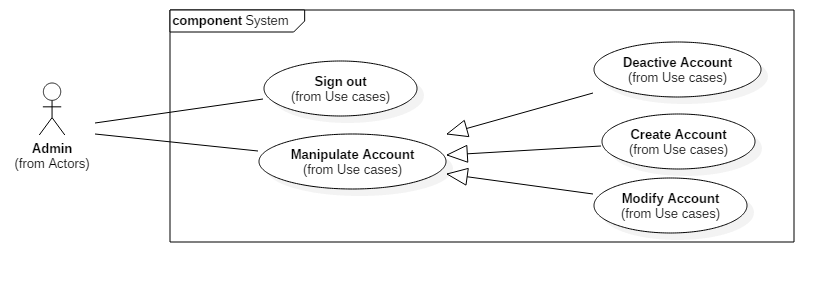 component System
Sign out
(from Use cases)
Deactive Account
(from Use cases)
Admin
(from Actors)
Manipulate Account
(from Use cases)
Create Account
(from Use cases)
Modify Account
(from Use cases)